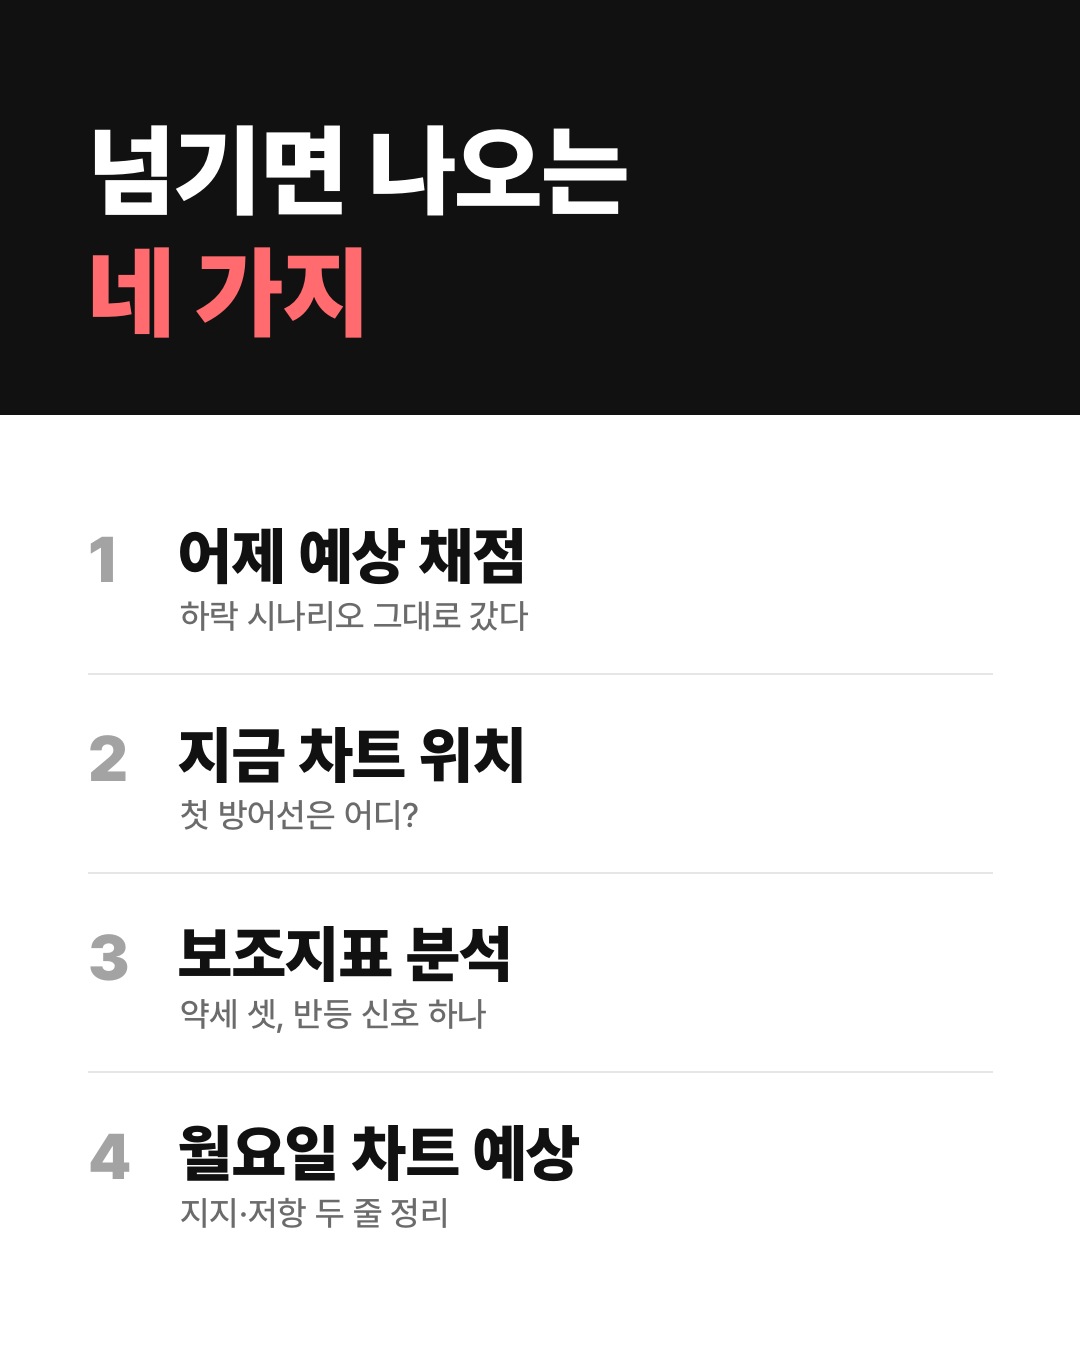 넘기면 나오는
네 가지
1 어제 예상 채점
하락 시나리오 그대로 갔다
2 지금 차트 위치
첫 방어선은 어디?
3 보조지표 분석
약세 셋, 반등 신호 하나
4 월요일 차트 예상
지지·저항 두 줄 정리